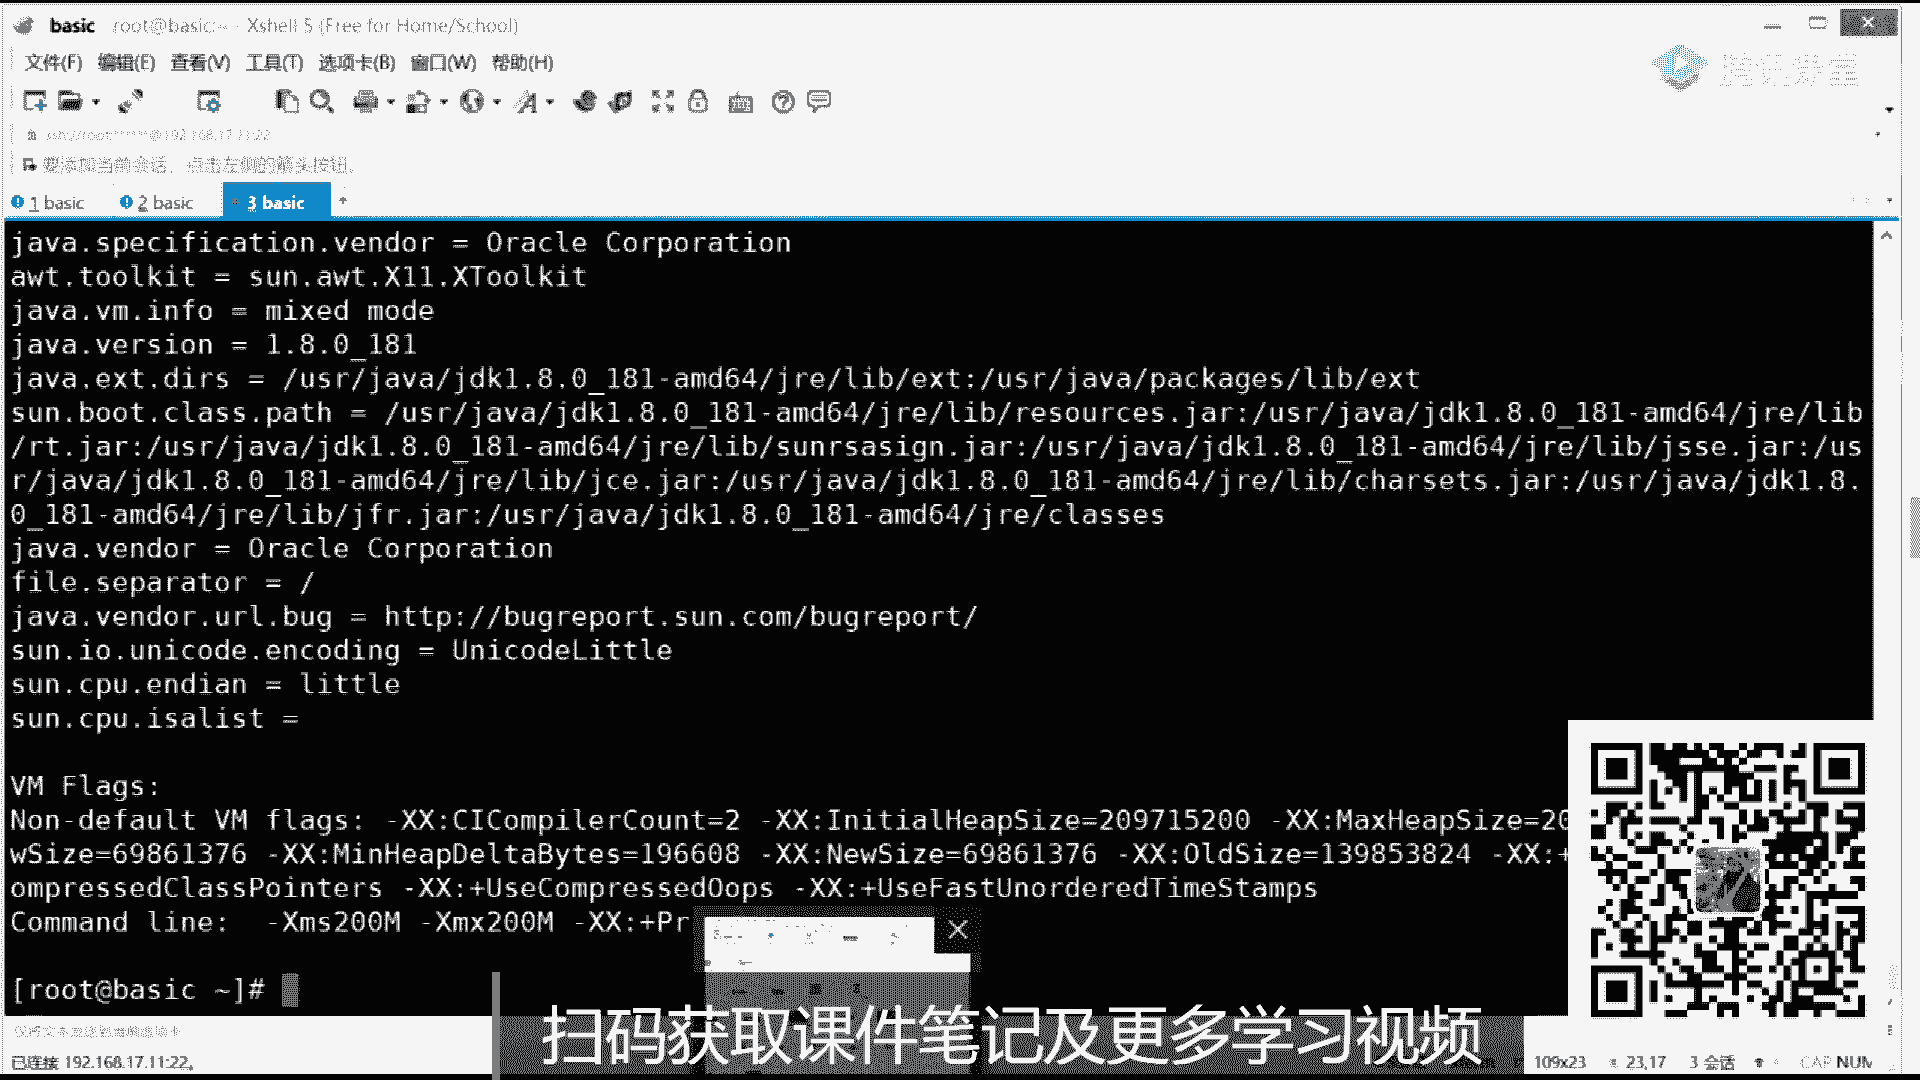 basic root@basic:~ - Xshell 5 (Free for Home/School)
文件(F) 编辑(E) 查看(V) 工具(T) 选项卡(B) 窗口(W) 帮助(H)
要添加当前会话，点击左侧的箭头按钮。
1 basic 2 basic 3 basic
java.specification.vendor = Oracle Corporation
awt.toolkit = sun.awt.X11.XToolkit
java.vm.info = mixed mode
java.version = 1.8.0_181
java.ext.dirs = /usr/java/jdk1.8.0_181-amd64/jre/lib/ext:/usr/java/packages/lib/ext
sun.boot.class.path = /usr/java/jdk1.8.0_181-amd64/jre/lib/resources.jar:/usr/java/jdk1.8.0_181-amd64/jre/lib
/rt.jar:/usr/java/jdk1.8.0_181-amd64/jre/lib/sunrsasign.jar:/usr/java/jdk1.8.0_181-amd64/jre/lib/jsse.jar:/us
r/java/jdk1.8.0_181-amd64/jre/lib/jce.jar:/usr/java/jdk1.8.0_181-amd64/jre/lib/charsets.jar:/usr/java/jdk1.8.
0_181-amd64/jre/lib/jfr.jar:/usr/java/jdk1.8.0_181-amd64/jre/classes
java.vendor = Oracle Corporation
file.separator = /
java.vendor.url.bug = http://bugreport.sun.com/bugreport/
sun.io.unicode.encoding = UnicodeLittle
sun.cpu.endian = little
sun.cpu.isalist =
VM Flags:
Non-default VM flags: -XX:CICompilerCount=2 -XX:InitialHeapSize=209715200 -XX:MaxHeapSize=20
wSize=69861376 -XX:MinHeapDeltaBytes=196608 -XX:NewSize=69861376 -XX:OldSize=139853824 -XX:+
ompressedClassPointers -XX:+UseCompressedOops -XX:+UseFastUnorderedTimeStamps
Command line: -Xms200M -Xmx200M -XX:+Pr
[root@basic ~]#
扫码获取课件笔记及更多学习视频
已连接 192.168.17.11:22。 109x23 23,17 3 会话 CAP NUM